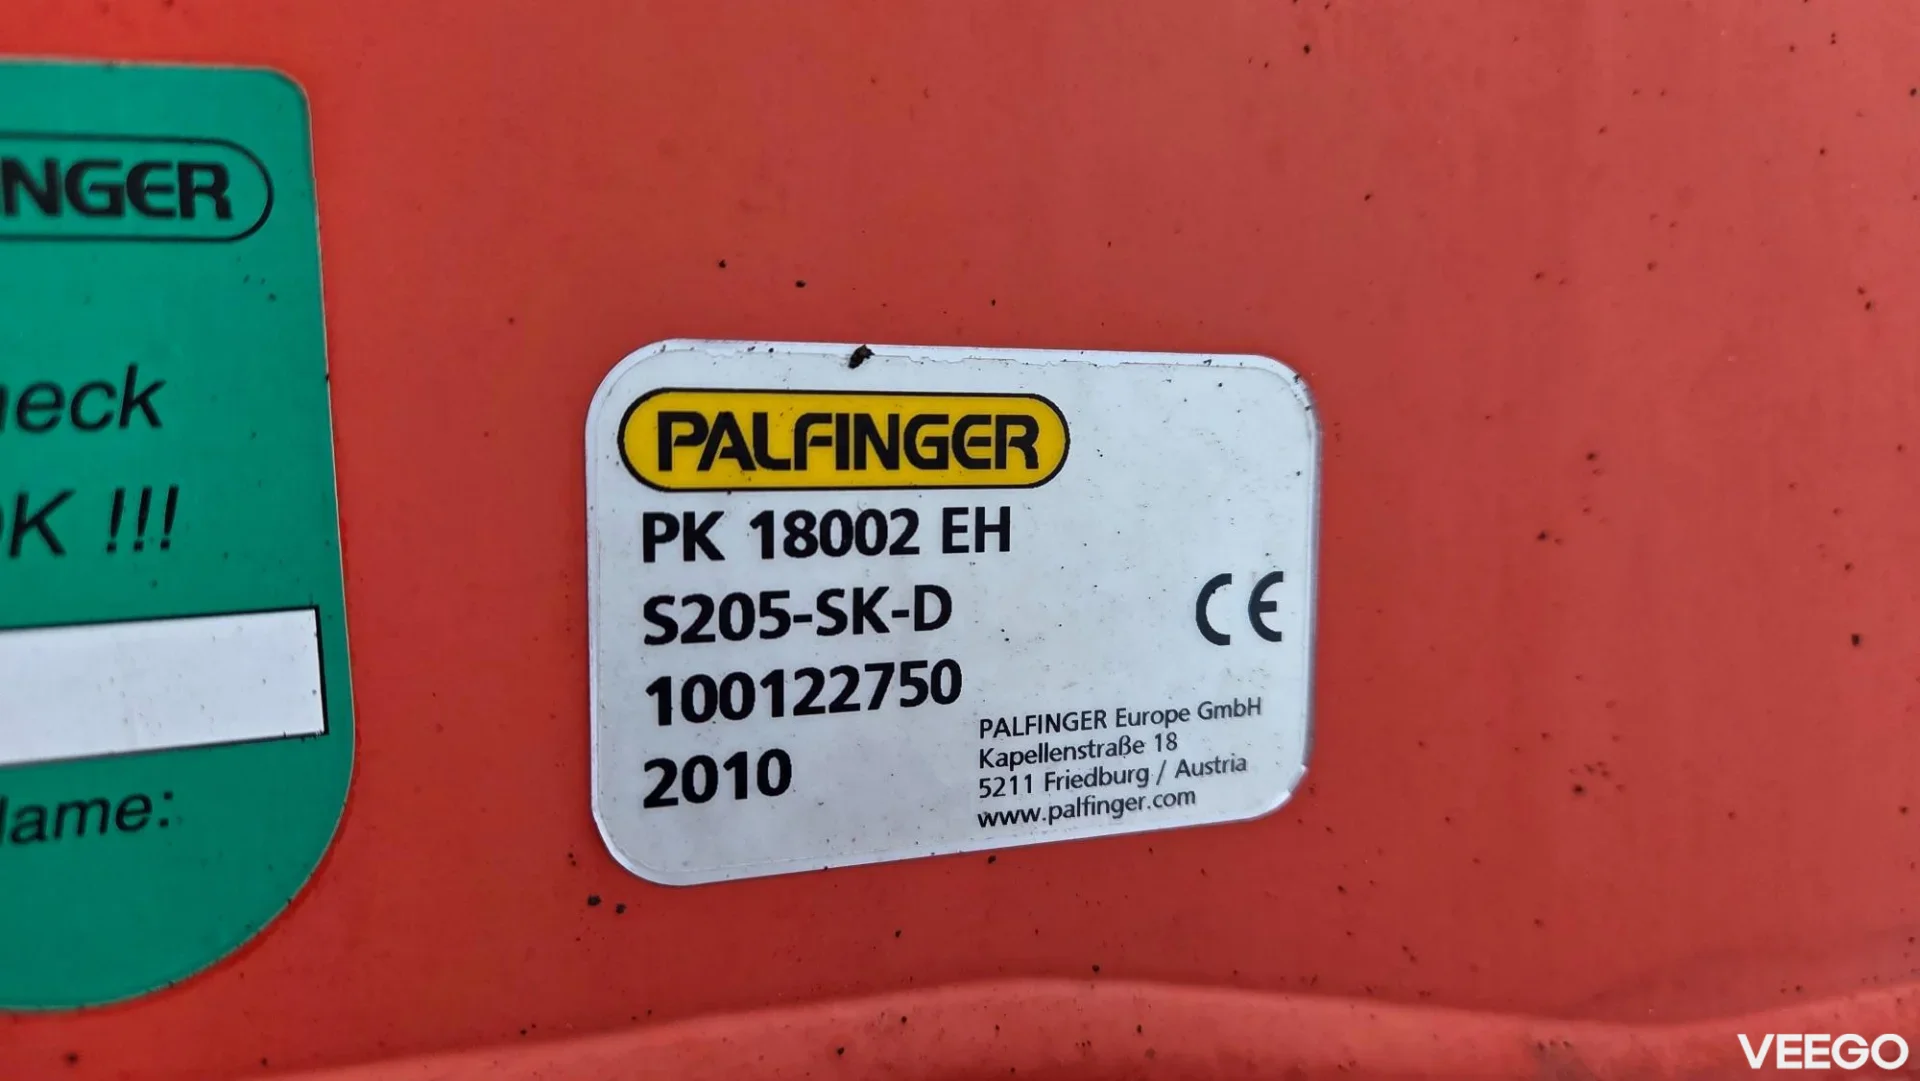 NGER
eck
K !!!
ame:
PALFINGER
PK 18002 EH
S205-SK-D
100122750
2010
CE
PALFINGER Europe GmbH
Kapellenstraße 18
5211 Friedburg / Austria
www.palfinger.com
VEEGO